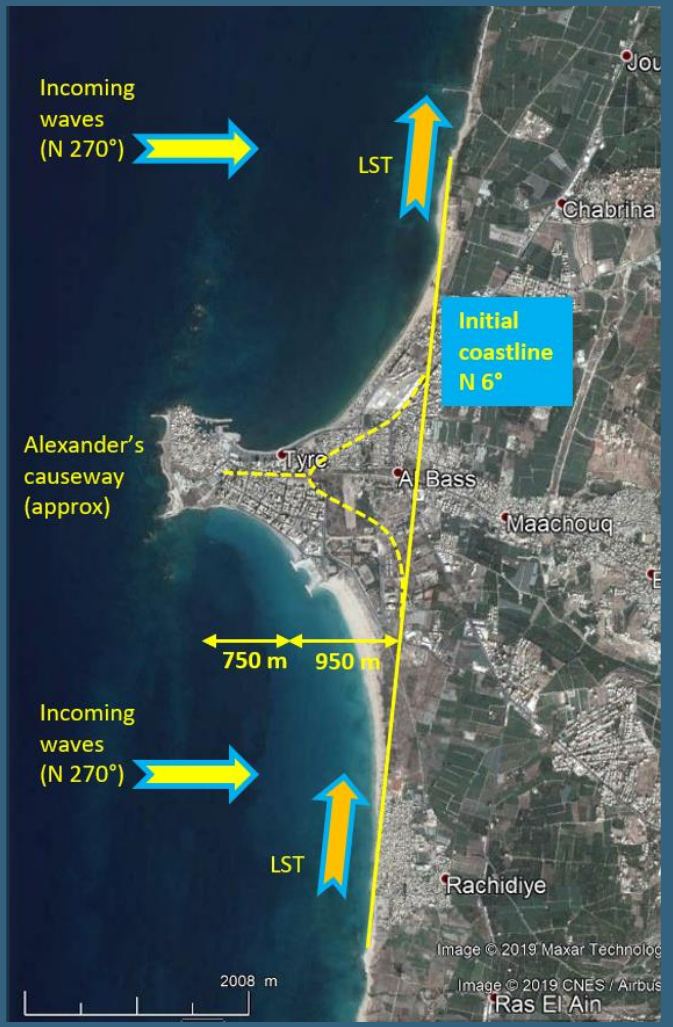 Jou
Incoming
waves
(N 270°)
LST
Chabriha
Initial
coastline
N 6°
Alexander's
causeway
(approx)
Tyre
Al Bass
Maachouq
E
750 m
950 m
Incoming
waves
(N 270°)
LST
Rachidiye
Image © 2019 Maxar Technolog
2008 m
Image © 2019 CNES / Airbus
Ras El Ain